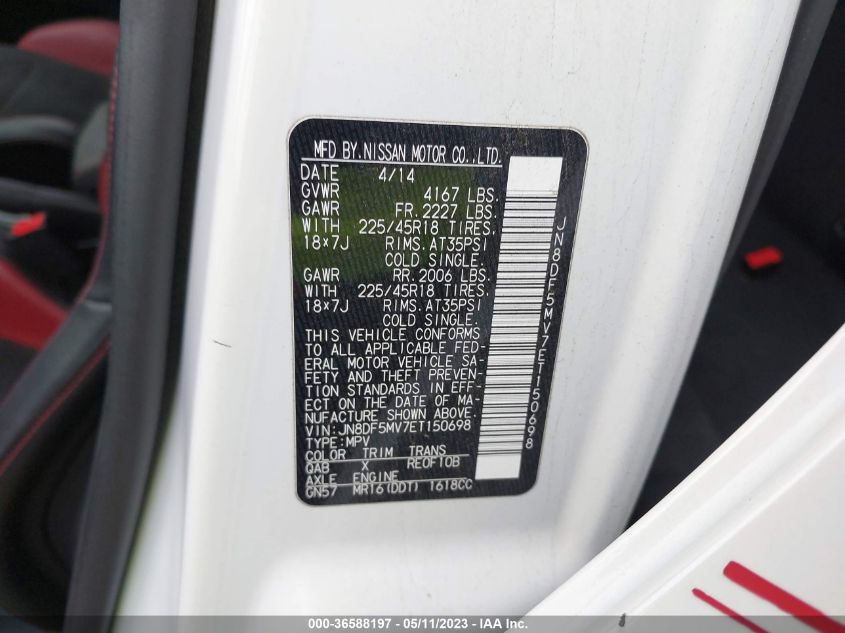 MFD BY.NISSAN MOTOR CO.,LTD.
DATE 4/14
GVWR 4167 LBS.
GAWR FR. 2227 LBS.
WITH 225/45R18 TIRES,
18×7J RIMS. AT35PSI
COLD SINGLE.
GAWR RR. 2006 LBS.
WITH 225/45R18 TIRES,
18×7J RIMS. AT35PSI
COLD SINGLE.
THIS VEHICLE CONFORMS
TO ALL APPLICABLE FED-
ERAL MOTOR VEHICLE SA-
FETY AND THEFT PREVEN-
TION STANDARDS IN EFF-
ECT ON THE DATE OF MA-
NUFACTURE SHOWN ABOVE.
VIN: JN8DF5MV7ET150698
TYPE: MPV
COLOR TRIM TRANS
QAB X RE0F10B
AXLE ENGINE
GN57 MR16(DDT) 1618CC
JN8DF5MV7ET150698
000-36588197 - 05/11/2023 - IAA Inc.